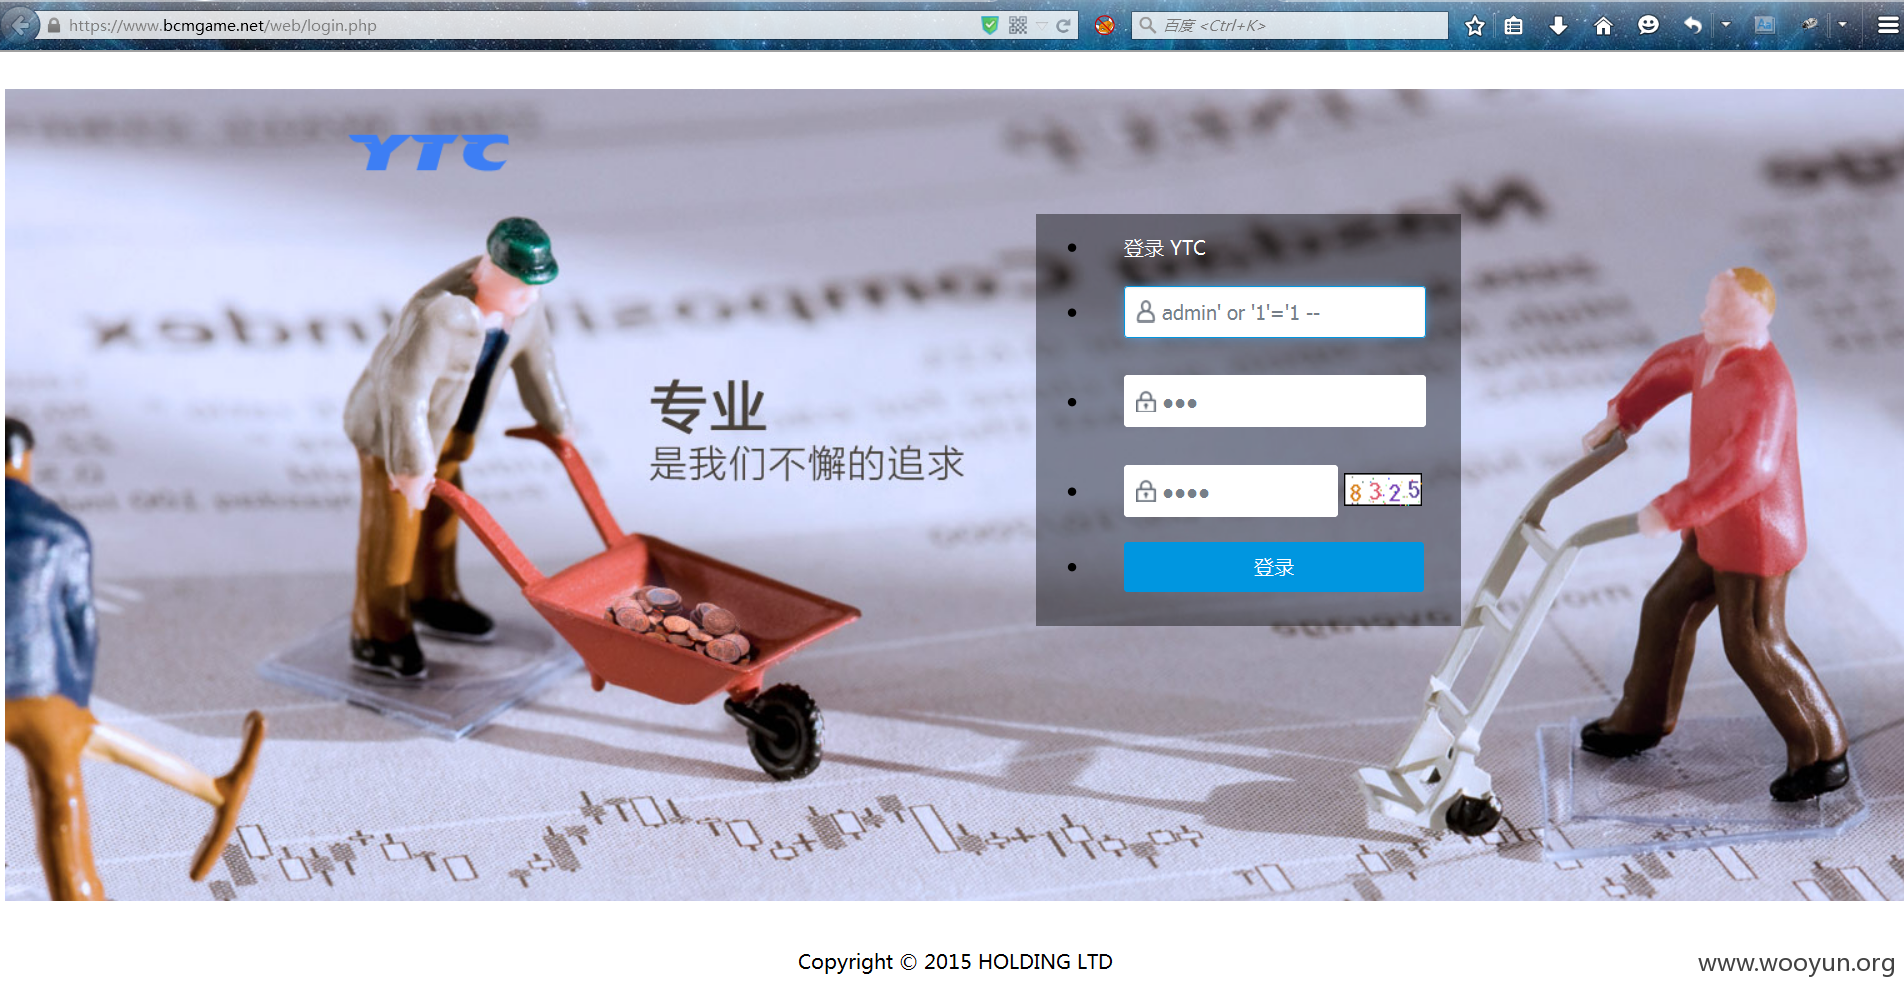 https://www.bcmgame.net/web/login.php
百度 <Ctrl+K>
YTC
登录 YTC
admin' or '1'='1 --
专业
是我们不懈的追求
8325
登录
Copyright © 2015 HOLDING LTD
www.wooyun.org